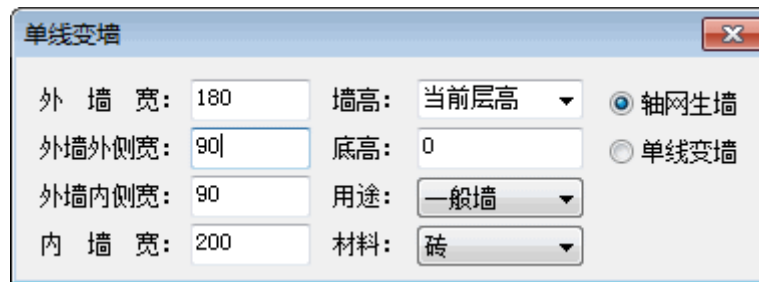 单线变墙
外 墙 宽: 180 墙高: 当前层高 轴网生墙
外墙外侧宽: 90 底高: 0 单线变墙
外墙内侧宽: 90 用途: 一般墙
内 墙 宽: 200 材料: 砖